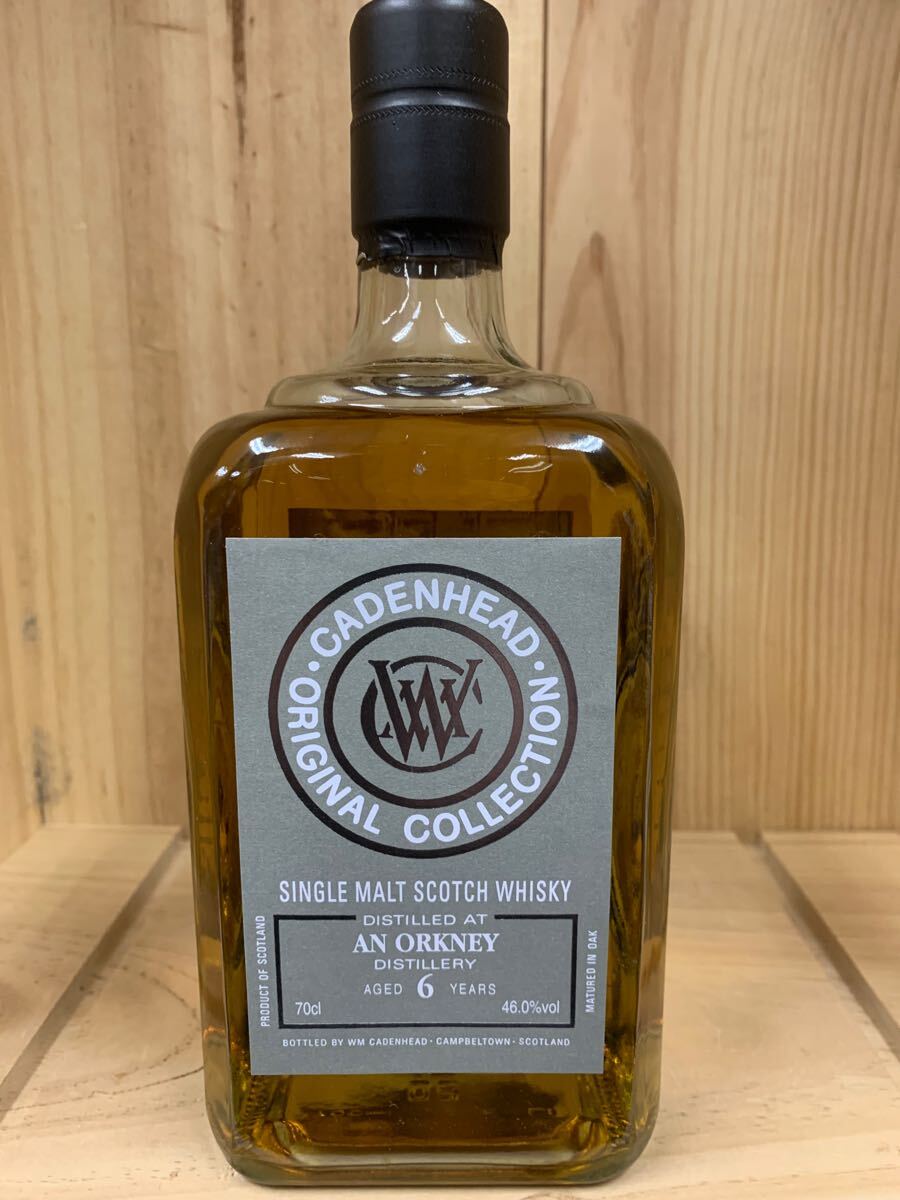 CADENHEAD
ORIGINAL COLLECTION
WC
SINGLE MALT SCOTCH WHISKY
DISTILLED AT
AN ORKNEY
DISTILLERY
AGED 6 YEARS
70cl 46.0%vol
PRODUCT OF SCOTLAND
MATURED IN OAK
BOTTLED BY WM CADENHEAD · CAMPBELTOWN · SCOTLAND